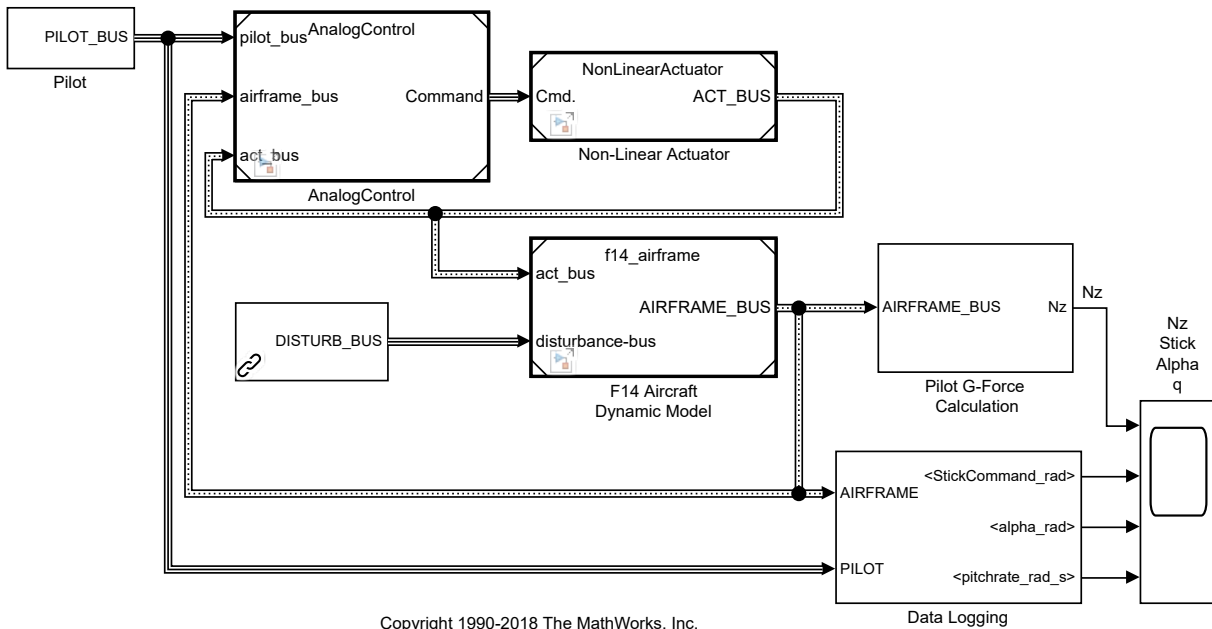 PILOT_BUS
Pilot
AnalogControl
pilot_bus
airframe_bus
Command
act_bus
AnalogControl
NonLinearActuator
Cmd.
ACT_BUS
Non-Linear Actuator
f14_airframe
act_bus
AIRFRAME_BUS
disturbance-bus
F14 Aircraft
Dynamic Model
DISTURB_BUS
AIRFRAME_BUS
Nz
Nz
Pilot G-Force
Calculation
Nz
Stick
Alpha
q
<StickCommand_rad>
AIRFRAME
<alpha_rad>
PILOT
<pitchrate_rad_s>
Data Logging
Copyright 1990-2018 The MathWorks, Inc.